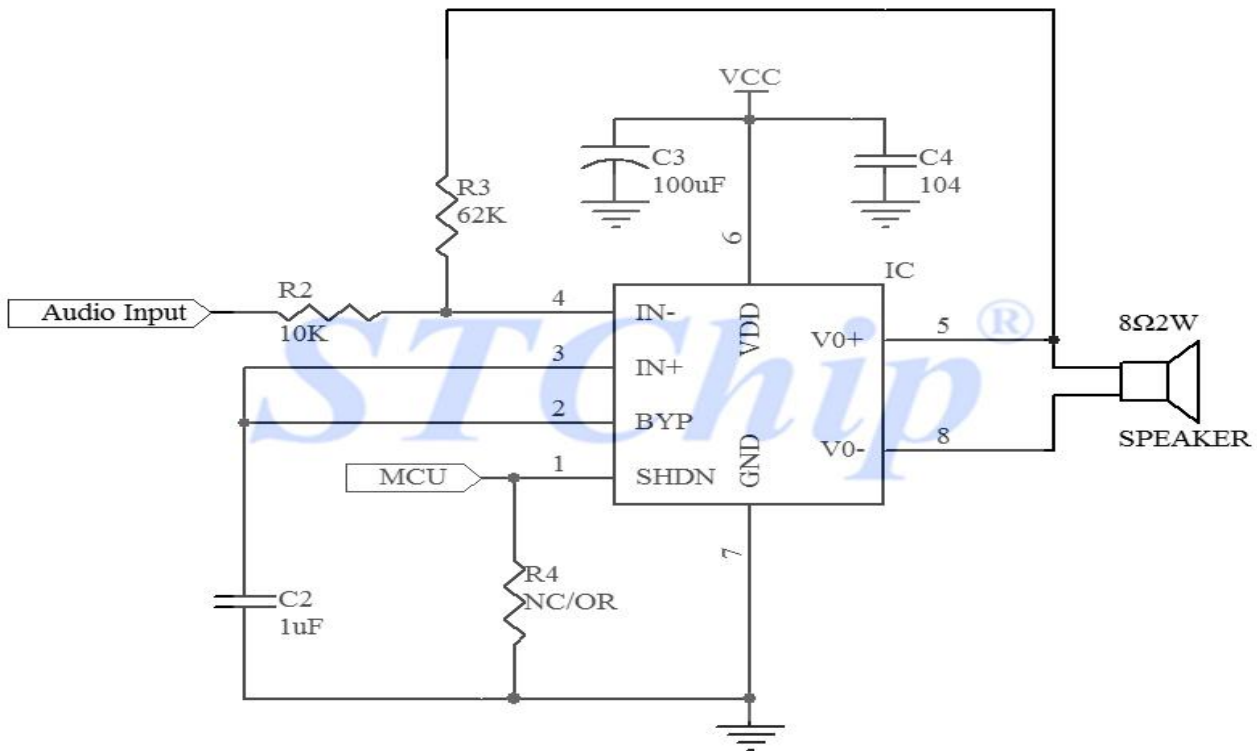 VCC
C3
100uF
C4
104
R3
62K
6
IC
Audio Input
R2
10K
4
IN-
VDD
V0+
5
®
8Ω2W
3
IN+
STChip
2
BYP
SPEAKER
MCU
1
SHDN
GND
V0-
8
7
R4
NC/OR
C2
1uF